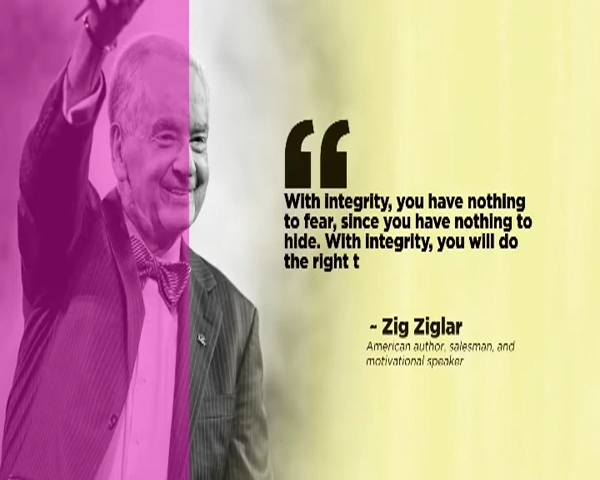 “
With integrity, you have nothing
to fear, since you have nothing to
hide. With integrity, you will do
the right t
~ Zig Ziglar
American author, salesman, and
motivational speaker